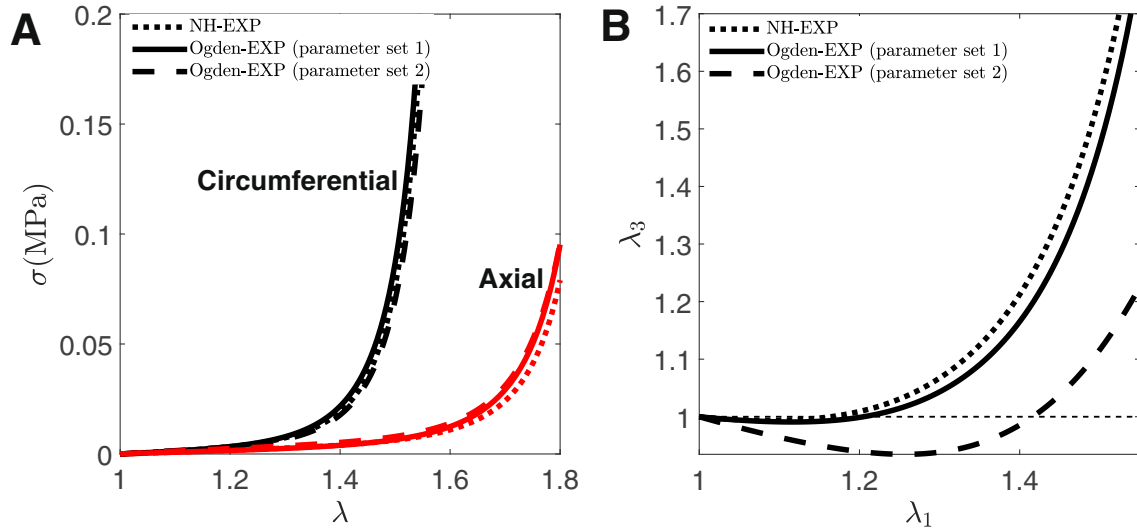 A
0.2
0.15
0.1
0.05
0
σ(MPa)
NH-EXP
Ogden-EXP (parameter set 1)
Ogden-EXP (parameter set 2)
Circumferential
Axial
1
1.2
1.4
1.6
1.8
λ
B
1.7
1.6
1.5
1.4
1.3
1.2
1.1
1
λ₃
NH-EXP
Ogden-EXP (parameter set 1)
Ogden-EXP (parameter set 2)
1
1.2
1.4
λ₁